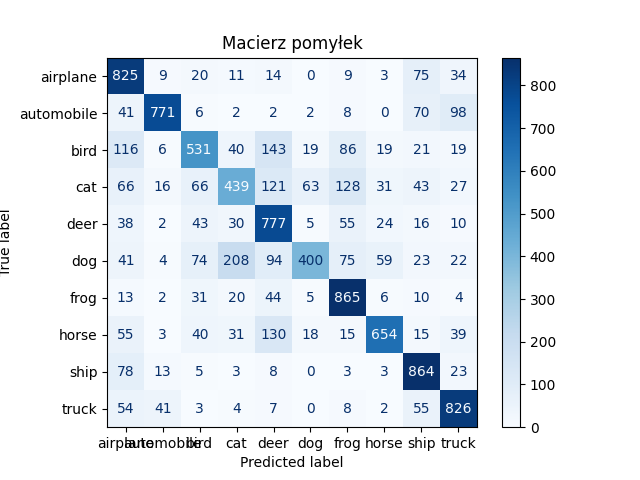 Macierz pomyłek
airplane 825 9 20 11 14 0 9 3 75 34
automobile 41 771 6 2 2 2 8 0 70 98
bird 116 6 531 40 143 19 86 19 21 19
cat 66 16 66 439 121 63 128 31 43 27
deer 38 2 43 30 777 5 55 24 16 10
dog 41 4 74 208 94 400 75 59 23 22
frog 13 2 31 20 44 5 865 6 10 4
horse 55 3 40 31 130 18 15 654 15 39
ship 78 13 5 3 8 0 3 3 864 23
truck 54 41 3 4 7 0 8 2 55 826
airplane automobile bird cat deer dog frog horse ship truck
Predicted label
True label
800
700
600
500
400
300
200
100
0